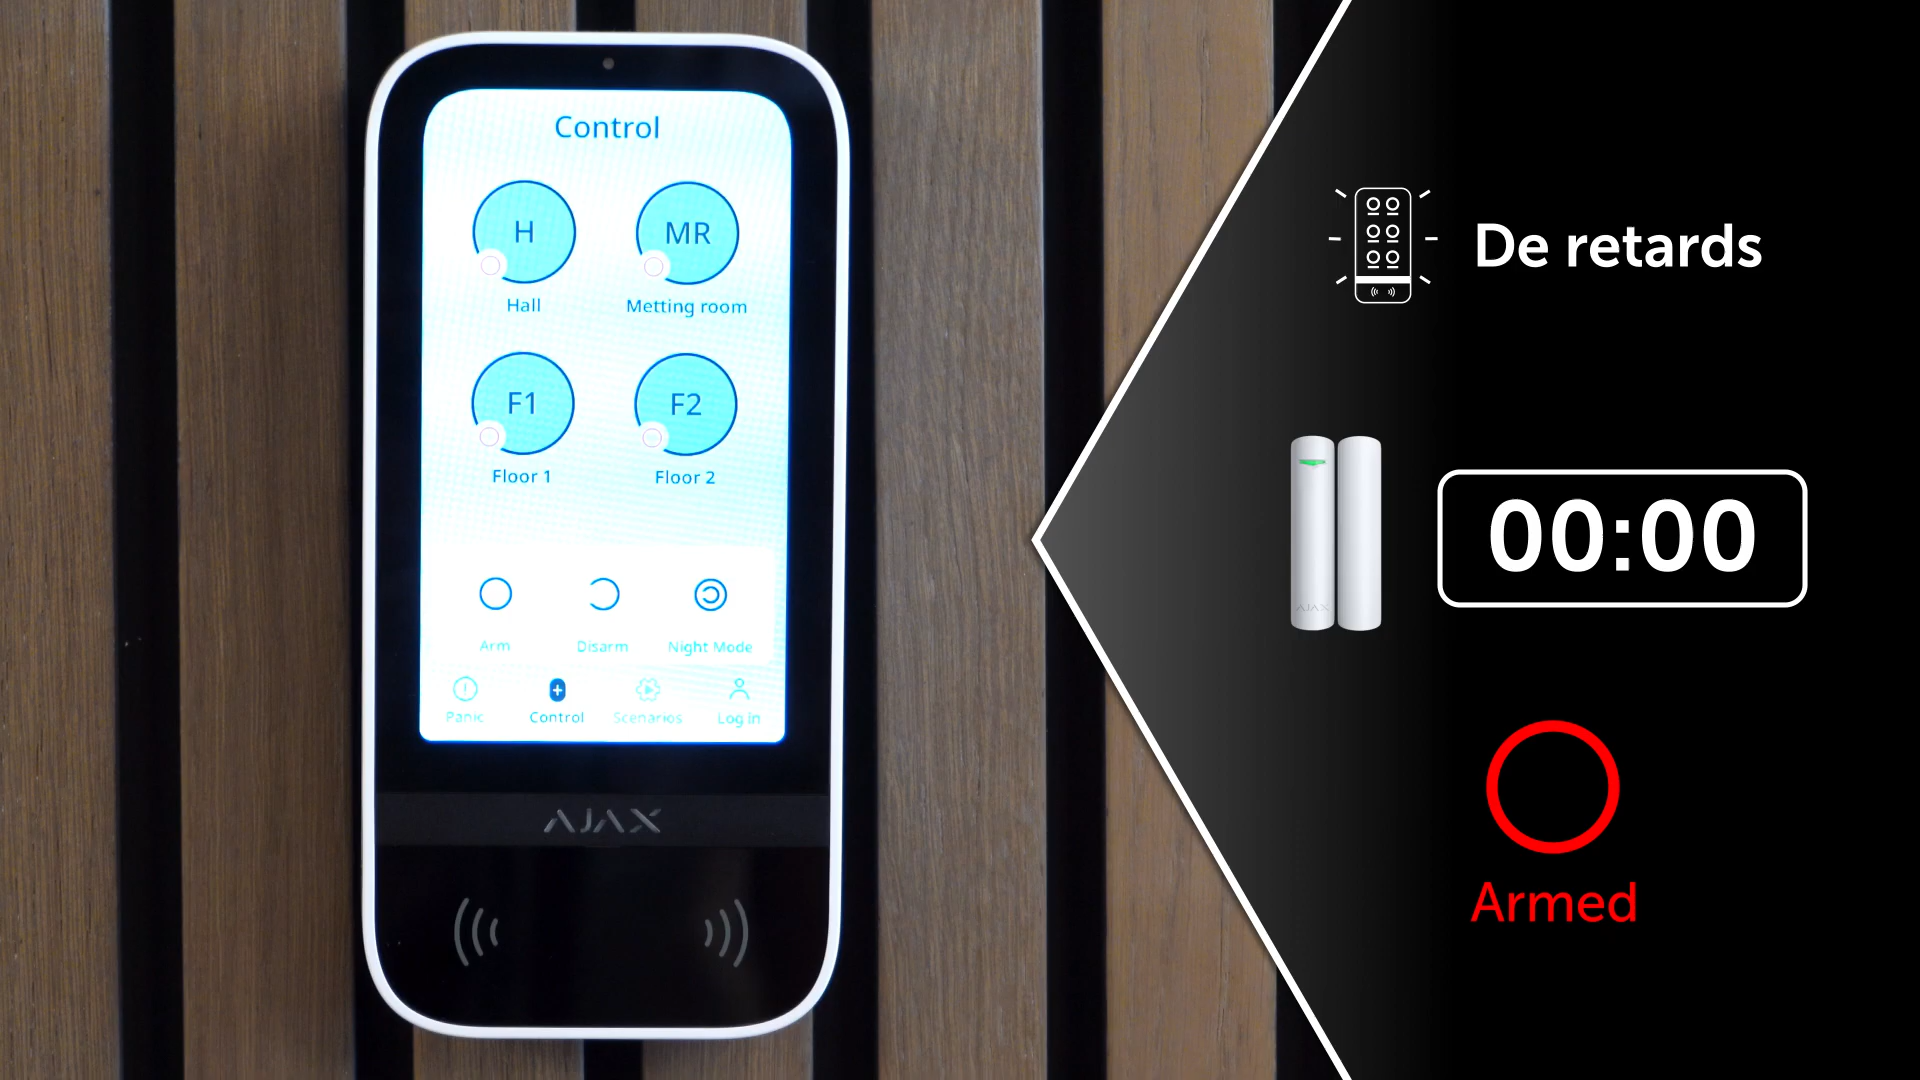 Control
H
MR
Hall
Metting room
F1
F2
Floor 1
Floor 2
Arm
Disarm
Night Mode
Panic
Control
Scenarios
Log in
AJAX
De retards
AJAX
00:00
Armed